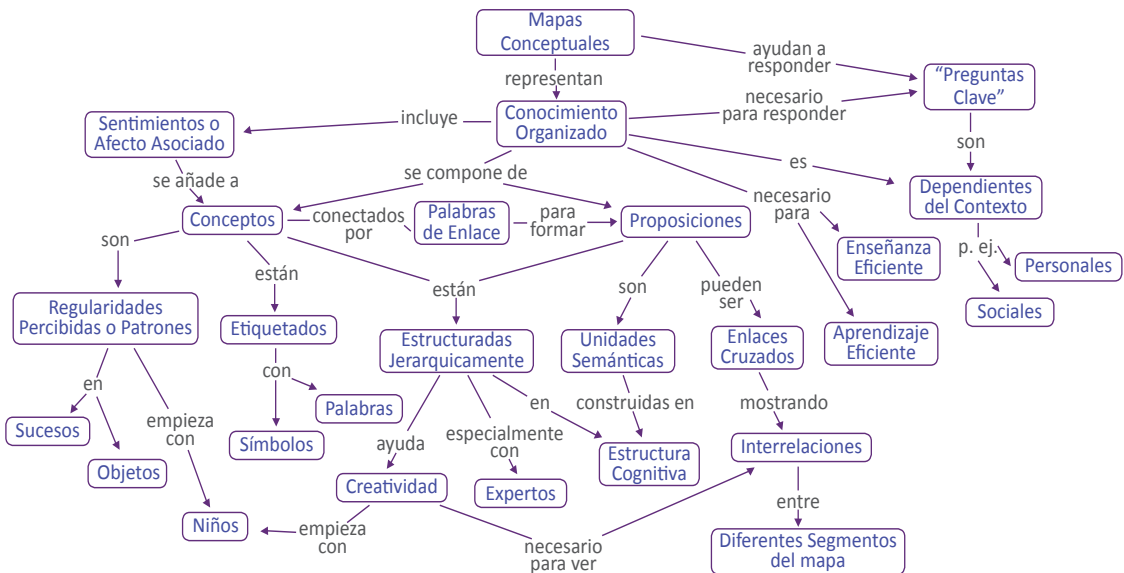 Mapas
Conceptuales
ayudan a
responder
representan
“Preguntas
Clave”
necesario
para responder
Conocimiento
Organizado
incluye
Sentimientos o
Afecto Asociado
son
es
se añade a
se compone de
necesario
para
Dependientes
del Contexto
Conceptos
conectados
por
Palabras
de Enlace
para
formar
Proposiciones
son
están
están
son
pueden
ser
Enseñanza
Eficiente
p. ej.
Personales
Sociales
Regularidades
Percibidas o Patrones
Etiquetados
Estructuradas
Jerarquicamente
Unidades
Semánticas
Enlaces
Cruzados
Aprendizaje
Eficiente
en
con
empieza
con
Palabras
en
construidas en
mostrando
Sucesos
Objetos
Símbolos
ayuda
especialmente
con
Estructura
Cognitiva
Interrelaciones
Creatividad
Expertos
entre
Niños
empieza
con
necesario
para ver
Diferentes Segmentos
del mapa